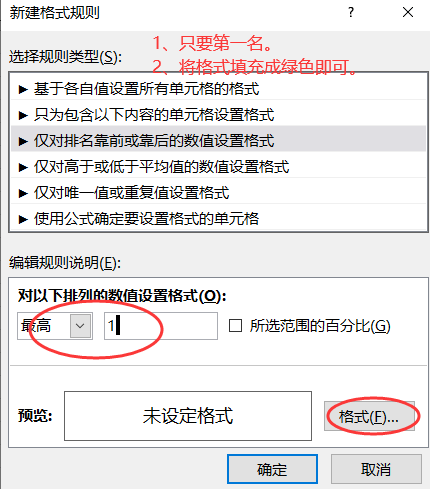 新建格式规则
? ×
1、只要第一名。
选择规则类型(S):
2、将格式填充成绿色即可。
► 基于各自值设置所有单元格的格式
► 只为包含以下内容的单元格设置格式
► 仅对排名靠前或靠后的数值设置格式
► 仅对高于或低于平均值的数值设置格式
► 仅对唯一值或重复值设置格式
► 使用公式确定要设置格式的单元格
编辑规则说明(E):
对以下排列的数值设置格式(O):
最高 1 所选范围的百分比(G)
预览: 未设定格式 格式(F)...
确定 取消